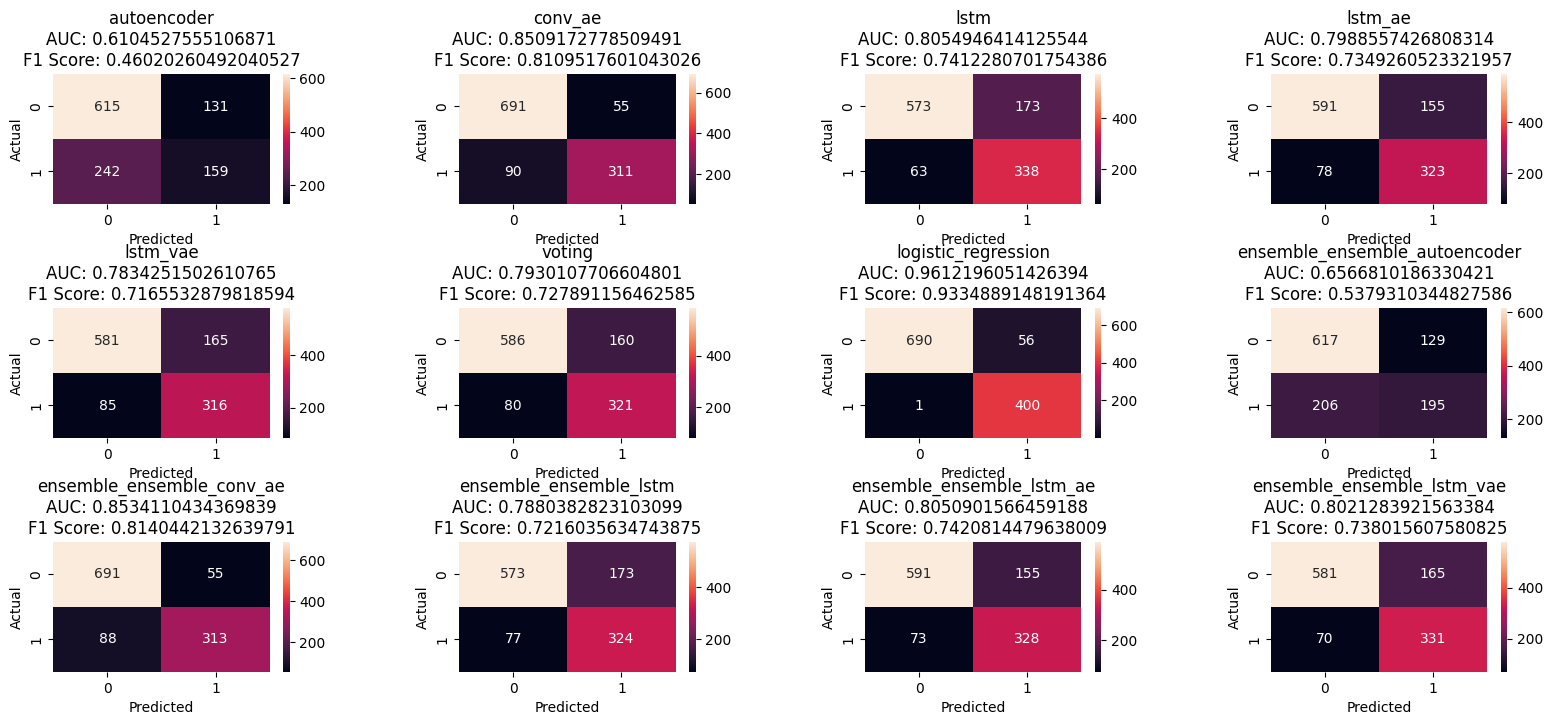 autoencoder
AUC: 0.6104527555106871
F1 Score: 0.46020260492040527
615 131
242 159
0
1
Actual
0 1
Predicted
600
400
200
conv_ae
AUC: 0.8509172778509491
F1 Score: 0.8109517601043026
691 55
90 311
0
1
Actual
0 1
Predicted
600
400
200
lstm
AUC: 0.8054946414125544
F1 Score: 0.7412280701754386
573 173
63 338
0
1
Actual
0 1
Predicted
400
200
lstm_ae
AUC: 0.7988557426808314
F1 Score: 0.7349260523321957
591 155
78 323
0
1
Actual
0 1
Predicted
400
200
lstm_vae
AUC: 0.7834251502610765
F1 Score: 0.7165532879818594
581 165
85 316
0
1
Actual
0 1
Predicted
400
200
voting
AUC: 0.7930107706604801
F1 Score: 0.727891156462585
586 160
80 321
0
1
Actual
0 1
Predicted
400
200
logistic_regression
AUC: 0.9612196051426394
F1 Score: 0.9334889148191364
690 56
1 400
0
1
Actual
0 1
Predicted
600
400
200
ensemble_ensemble_autoencoder
AUC: 0.6566810186330421
F1 Score: 0.5379310344827586
617 129
206 195
0
1
Actual
0 1
Predicted
600
400
200
ensemble_ensemble_conv_ae
AUC: 0.8534110434369839
F1 Score: 0.8140442132639791
691 55
88 313
0
1
Actual
0 1
Predicted
600
400
200
ensemble_ensemble_lstm
AUC: 0.7880382823103099
F1 Score: 0.7216035634743875
573 173
77 324
0
1
Actual
0 1
Predicted
400
200
ensemble_ensemble_lstm_ae
AUC: 0.8050901566459188
F1 Score: 0.7420814479638009
591 155
73 328
0
1
Actual
0 1
Predicted
400
200
ensemble_ensemble_lstm_vae
AUC: 0.8021283921563384
F1 Score: 0.738015607580825
581 165
70 331
0
1
Actual
0 1
Predicted
400
200